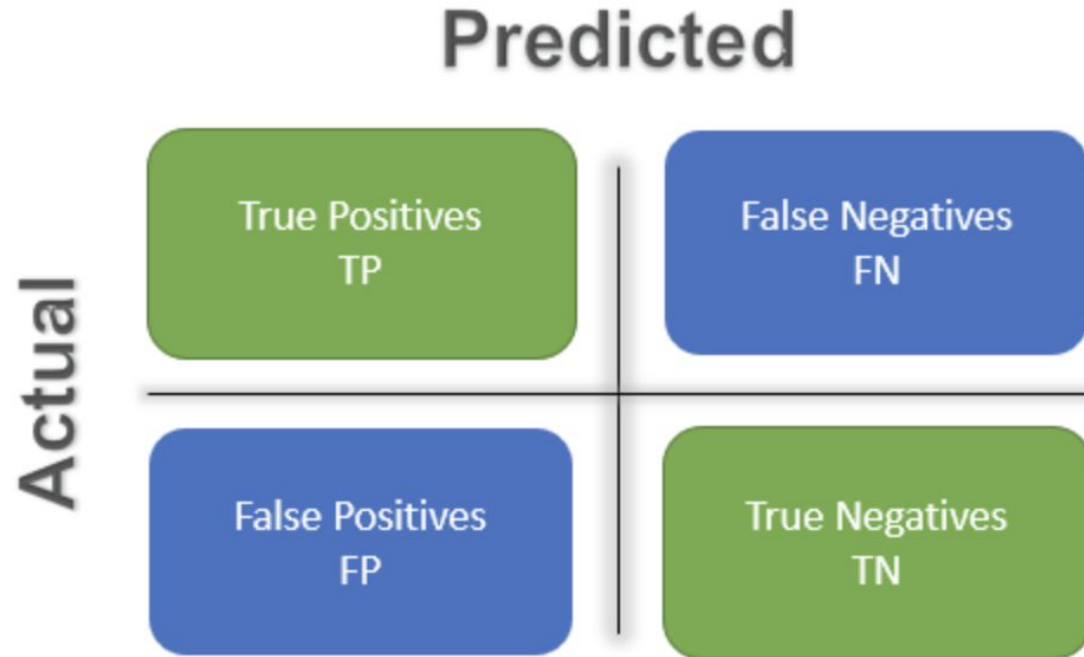 Predicted
Actual
True Positives
TP
False Negatives
FN
False Positives
FP
True Negatives
TN